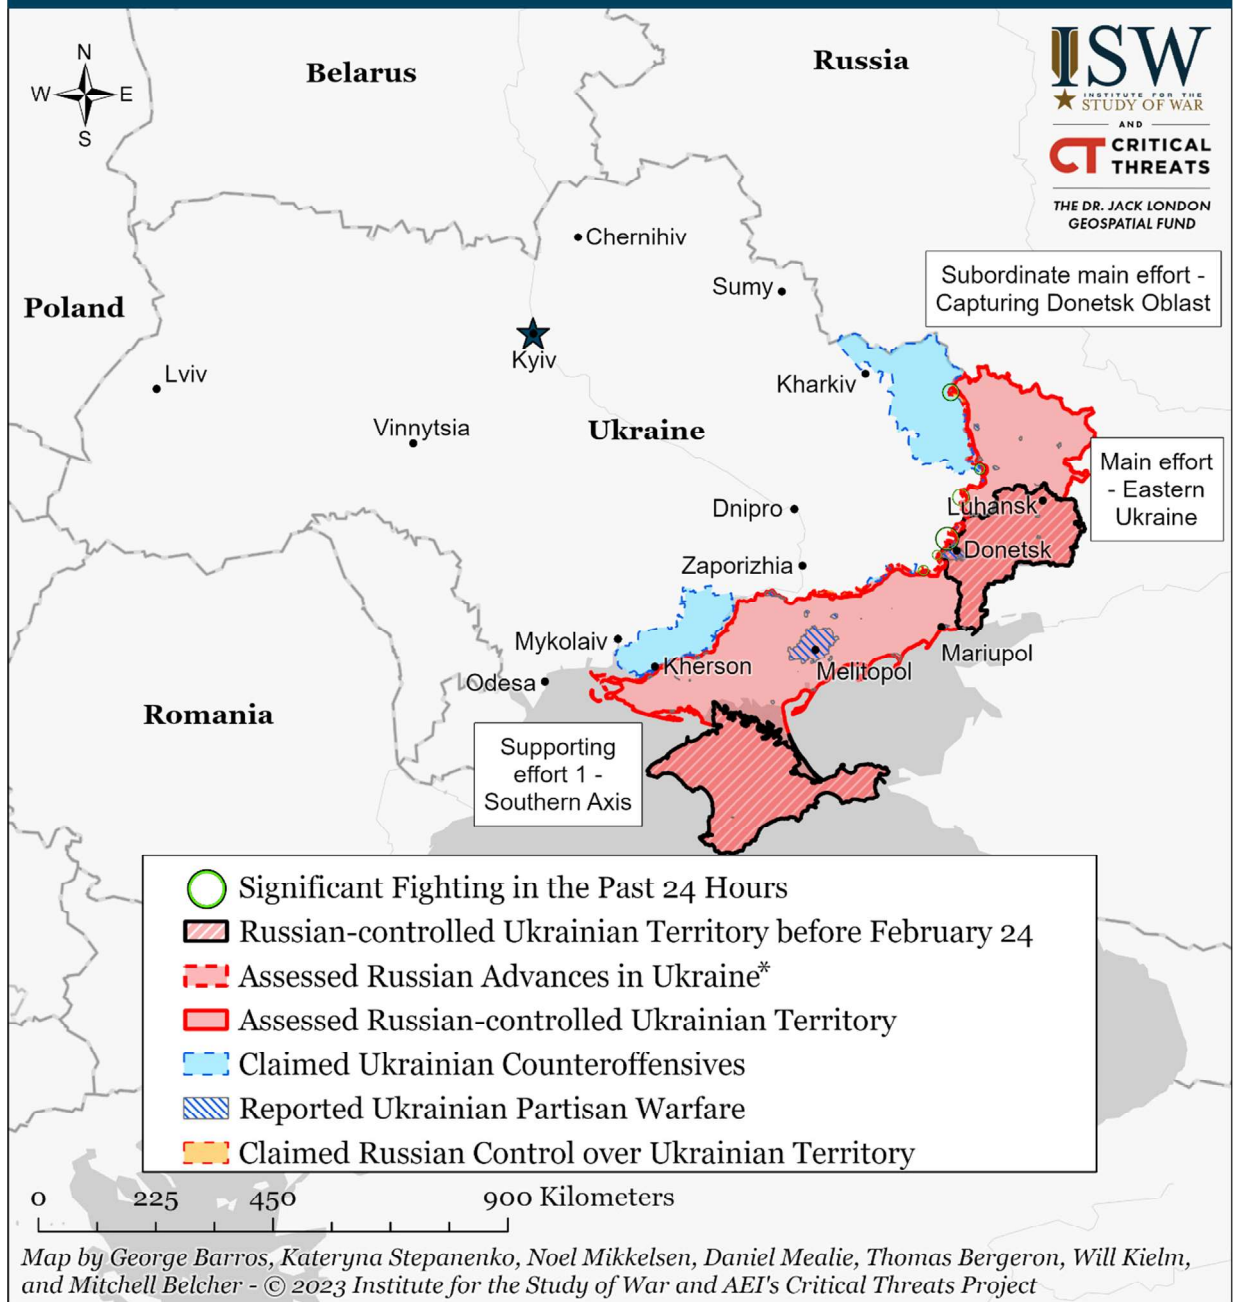 N
W E
S
Belarus
Russia
ISW
INSTITUTE FOR THE
STUDY OF WAR
AND
CT CRITICAL
THREATS
THE DR. JACK LONDON
GEOSPATIAL FUND
Chernihiv
Subordinate main effort -
Capturing Donetsk Oblast
Sumy
Poland
Kyiv
Lviv
Kharkiv
Vinnytsia
Ukraine
Main effort
- Eastern
Ukraine
Luhansk
Dnipro
Donetsk
Zaporizhia
Mykolaiv
Mariupol
Kherson
Melitopol
Odesa
Romania
Supporting
effort 1 -
Southern Axis
Significant Fighting in the Past 24 Hours
Russian-controlled Ukrainian Territory before February 24
Assessed Russian Advances in Ukraine*
Assessed Russian-controlled Ukrainian Territory
Claimed Ukrainian Counteroffensives
Reported Ukrainian Partisan Warfare
Claimed Russian Control over Ukrainian Territory
0 225 450 900 Kilometers
Map by George Barros, Kateryna Stepanenko, Noel Mikkelsen, Daniel Mealie, Thomas Bergeron, Will Kielm,
and Mitchell Belcher - © 2023 Institute for the Study of War and AEI's Critical Threats Project